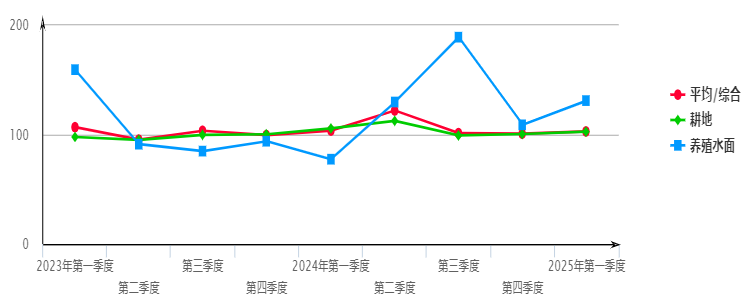 200
100
0
2023年第一季度
第二季度
第三季度
第四季度
2024年第一季度
第二季度
第三季度
第四季度
2025年第一季度
平均/综合
耕地
养殖水面